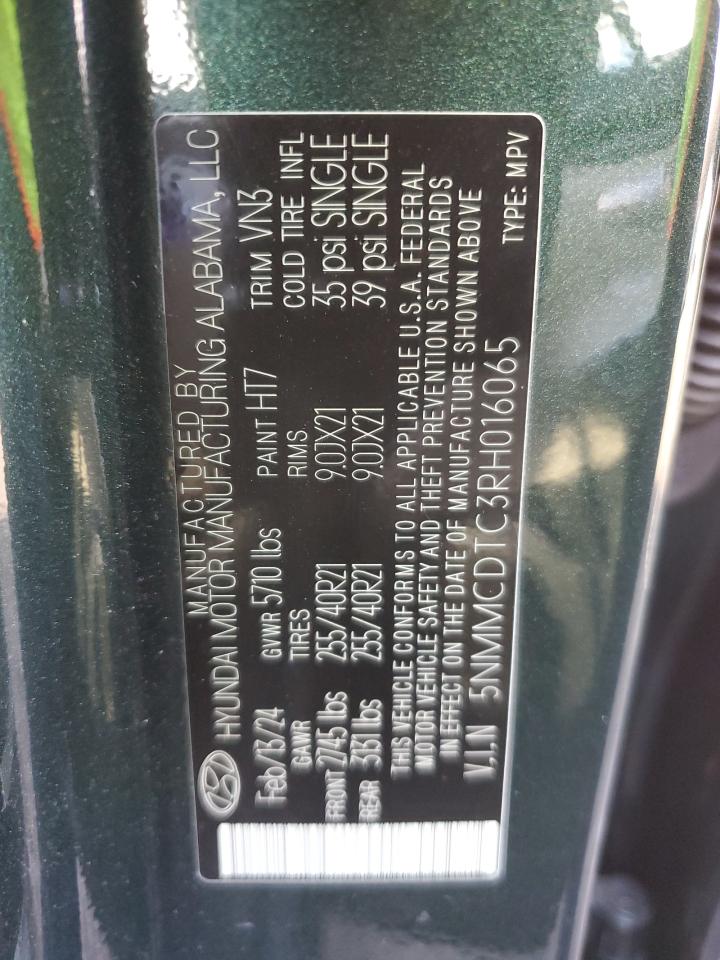 MANUFACTURED BY
HYUNDAI MOTOR MANUFACTURING ALABAMA, LLC
Feb/13/24 GVWR 5710 lbs PAINT HT7 TRIM VN3
GAWR TIRES RIMS COLD TIRE INFL
FRONT 2745 lbs 255/40R21 9.0JX21 35 psi SINGLE
REAR 3131 lbs 255/40R21 9.0JX21 39 psi SINGLE
THIS VEHICLE CONFORMS TO ALL APPLICABLE U.S.A. FEDERAL
MOTOR VEHICLE SAFETY AND THEFT PREVENTION STANDARDS
IN EFFECT ON THE DATE OF MANUFACTURE SHOWN ABOVE
V.I.N 5NMMCDTC3RH016065
TYPE: MPV